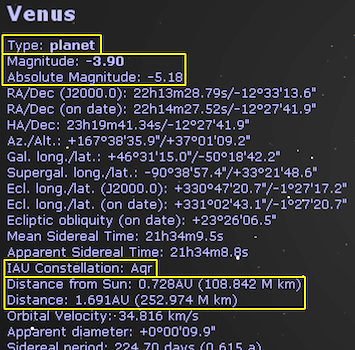 Venus
Type: planet
Magnitude: -3.90
Absolute Magnitude: -5.18
RA/Dec (J2000.0): 22h13m28.79s/-12°33'13.6"
RA/Dec (on date): 22h14m27.52s/-12°27'41.9"
HA/Dec: 23h19m41.34s/-12°27'41.9"
Az./Alt.: +167°38'35.9"/+37°01'09.2"
Gal. long./lat.: +46°31'15.0"/-50°18'42.2"
Supergal. long./lat.: -90°38'57.4"/+33°21'48.6"
Ecl. long./lat. (J2000.0): +330°47'20.7"/-1°27'17.2"
Ecl. long./lat. (on date): +331°02'43.1"/-1°27'20.7"
Ecliptic obliquity (on date): +23°26'06.5"
Mean Sidereal Time: 21h34m9.5s
Apparent Sidereal Time: 21h34m8.8s
IAU Constellation: Aqr
Distance from Sun: 0.728AU (108.842 M km)
Distance: 1.691AU (252.974 M km)
Orbital Velocity: 34.816 km/s
Apparent diameter: +0°00'09.9"
Sidereal period: 224.70 days (0.615 a)